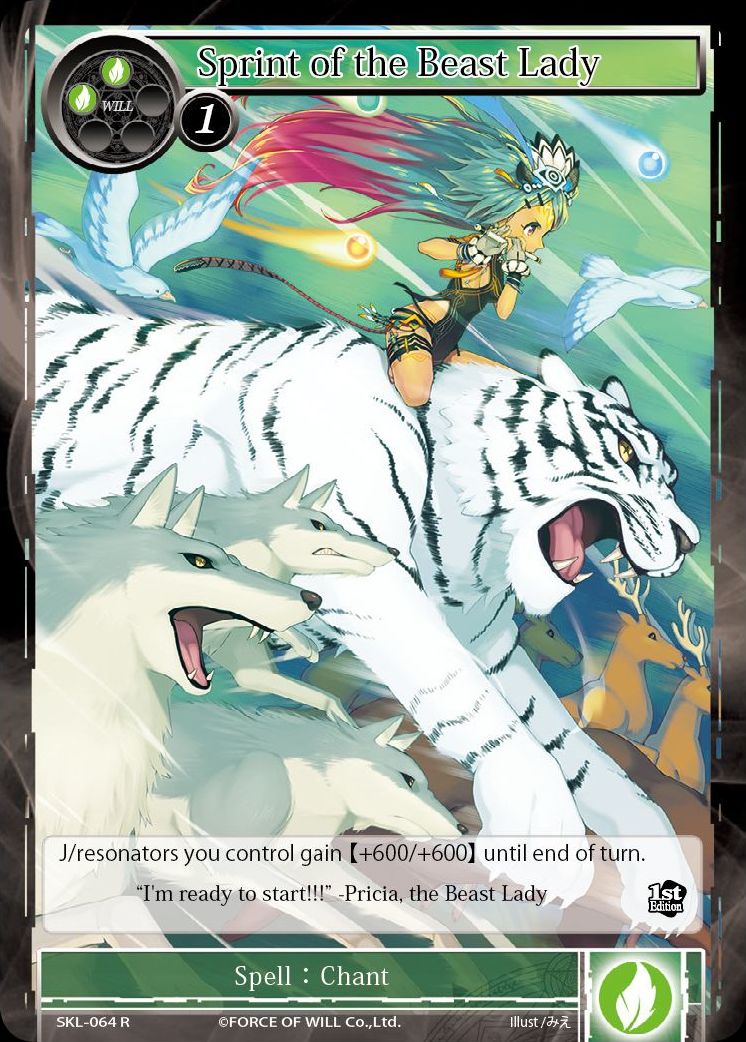 Sprint of the Beast Lady
WILL
1
J/resonators you control gain 【+600/+600】 until end of turn.
“I'm ready to start!!!” -Pricia, the Beast Lady
1st
Edition
Spell : Chant
SKL-064 R ©FORCE OF WILL Co.,Ltd. Illust /みえ